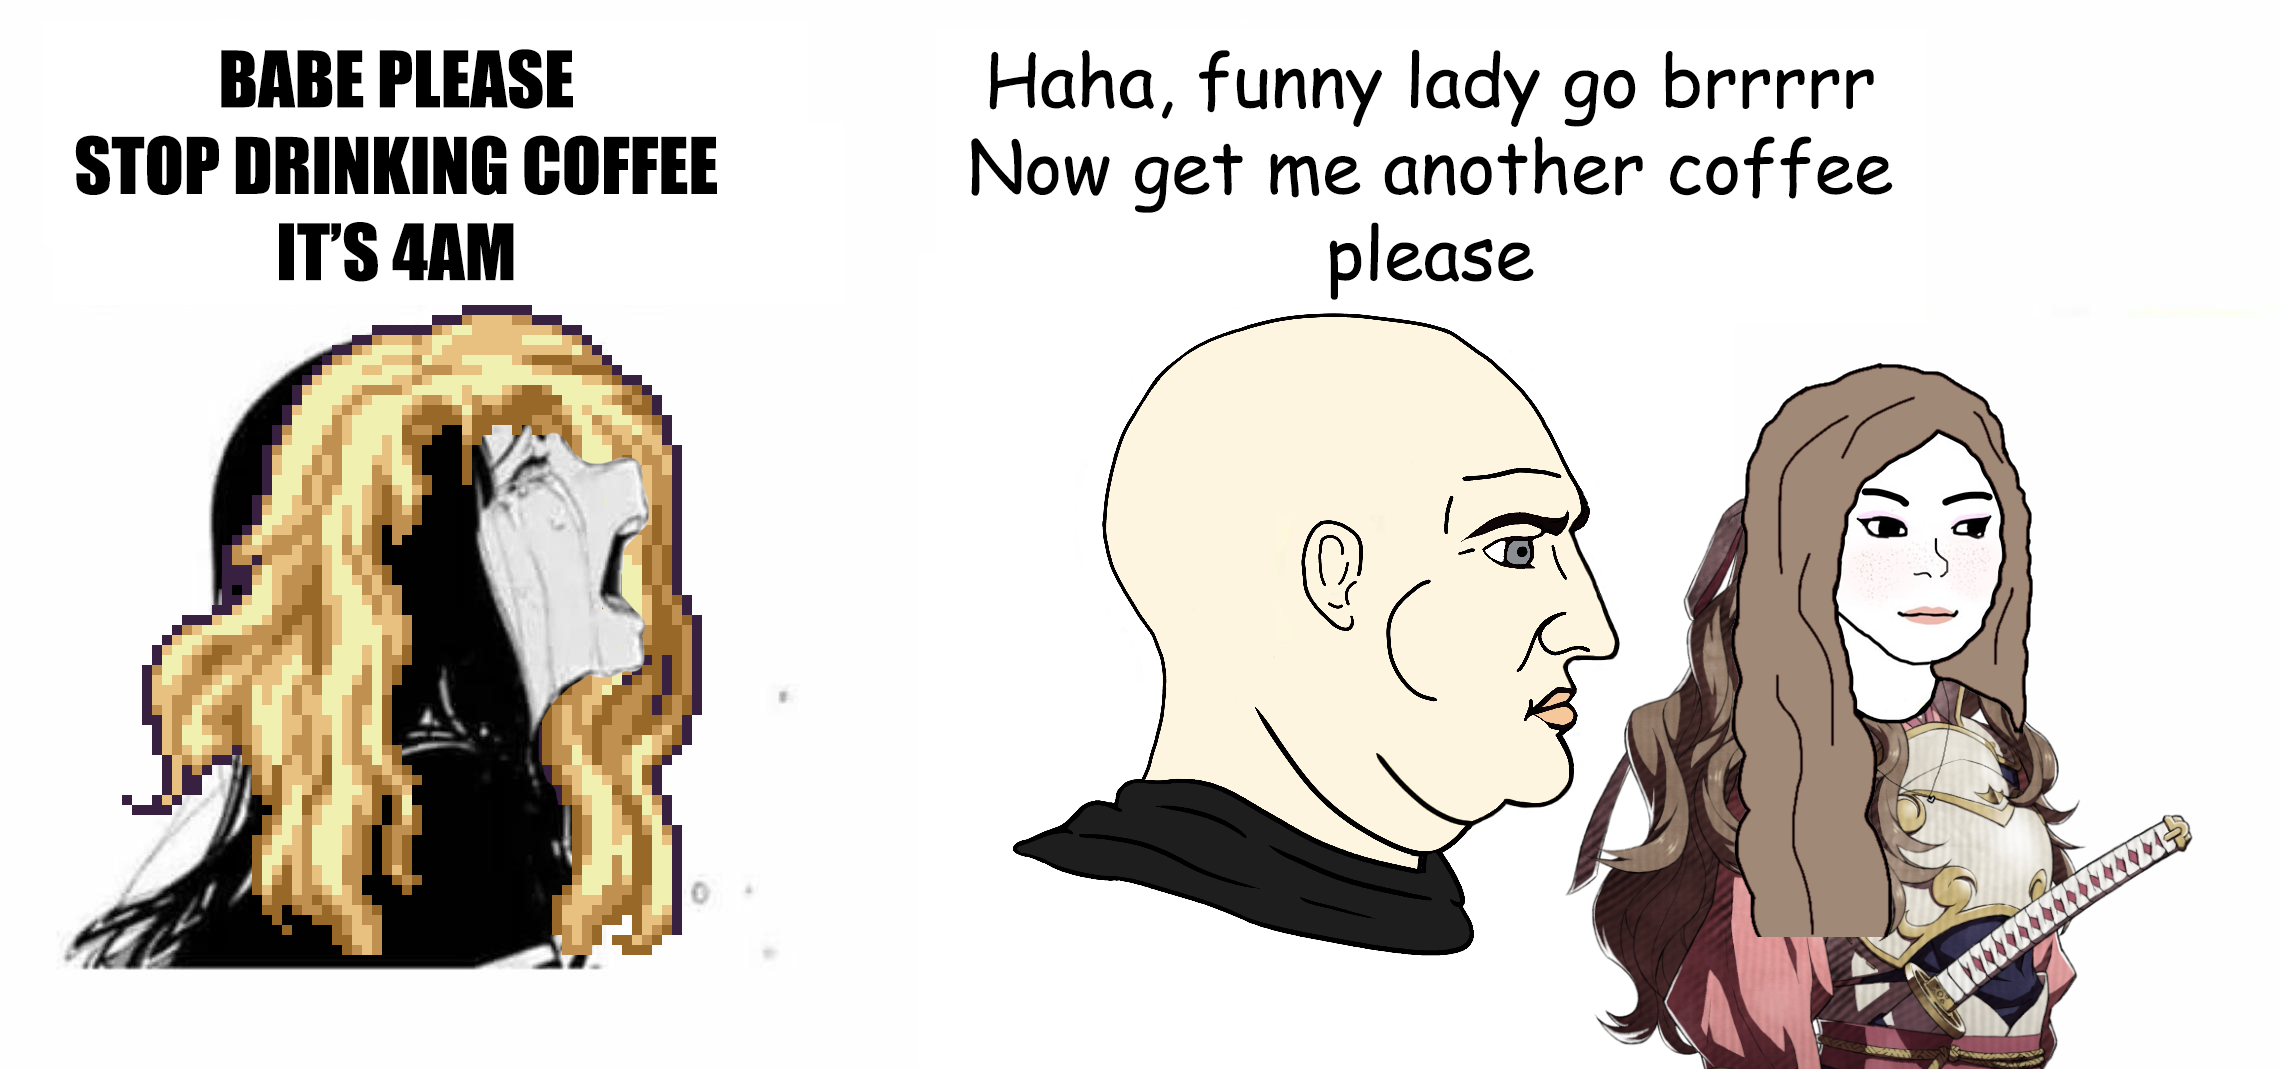 BABE PLEASE
STOP DRINKING COFFEE
IT’S 4AM
Haha, funny lady go brrrrr
Now get me another coffee
please